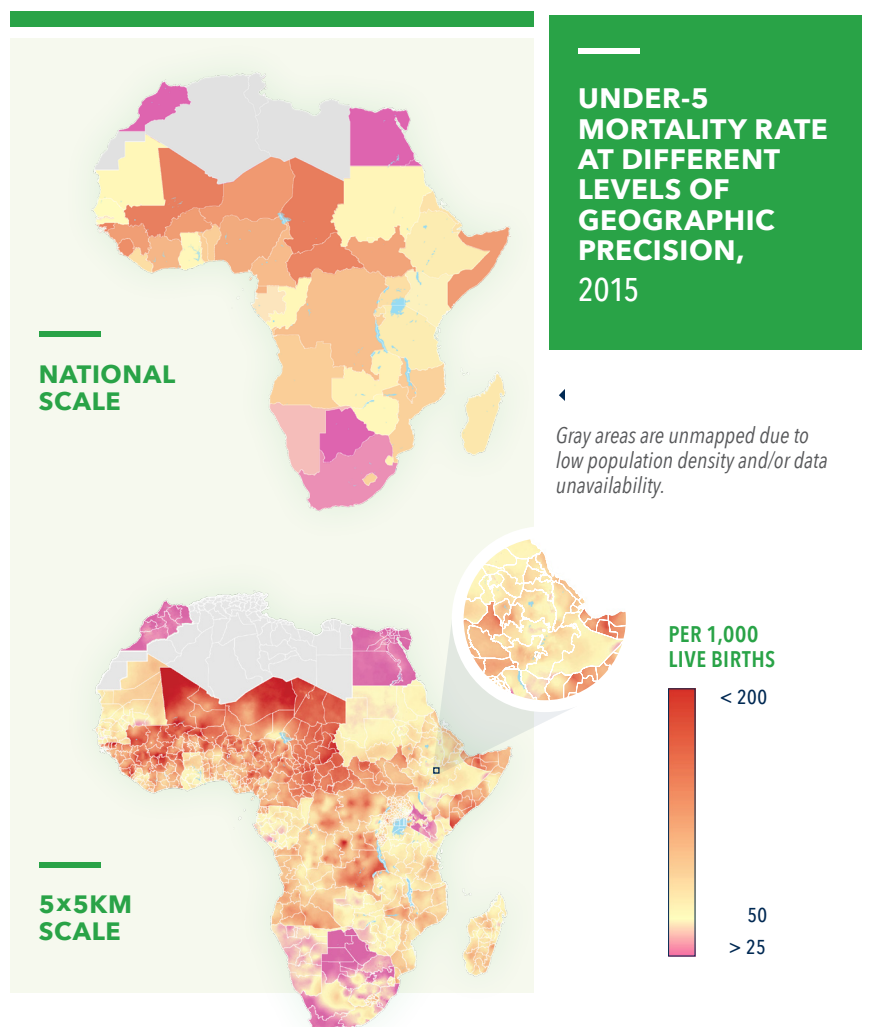 UNDER-5
MORTALITY RATE
AT DIFFERENT
LEVELS OF
GEOGRAPHIC
PRECISION,
2015
NATIONAL
SCALE
Gray areas are unmapped due to
low population density and/or data
unavailability.
PER 1,000
LIVE BIRTHS
< 200
50
> 25
5×5KM
SCALE